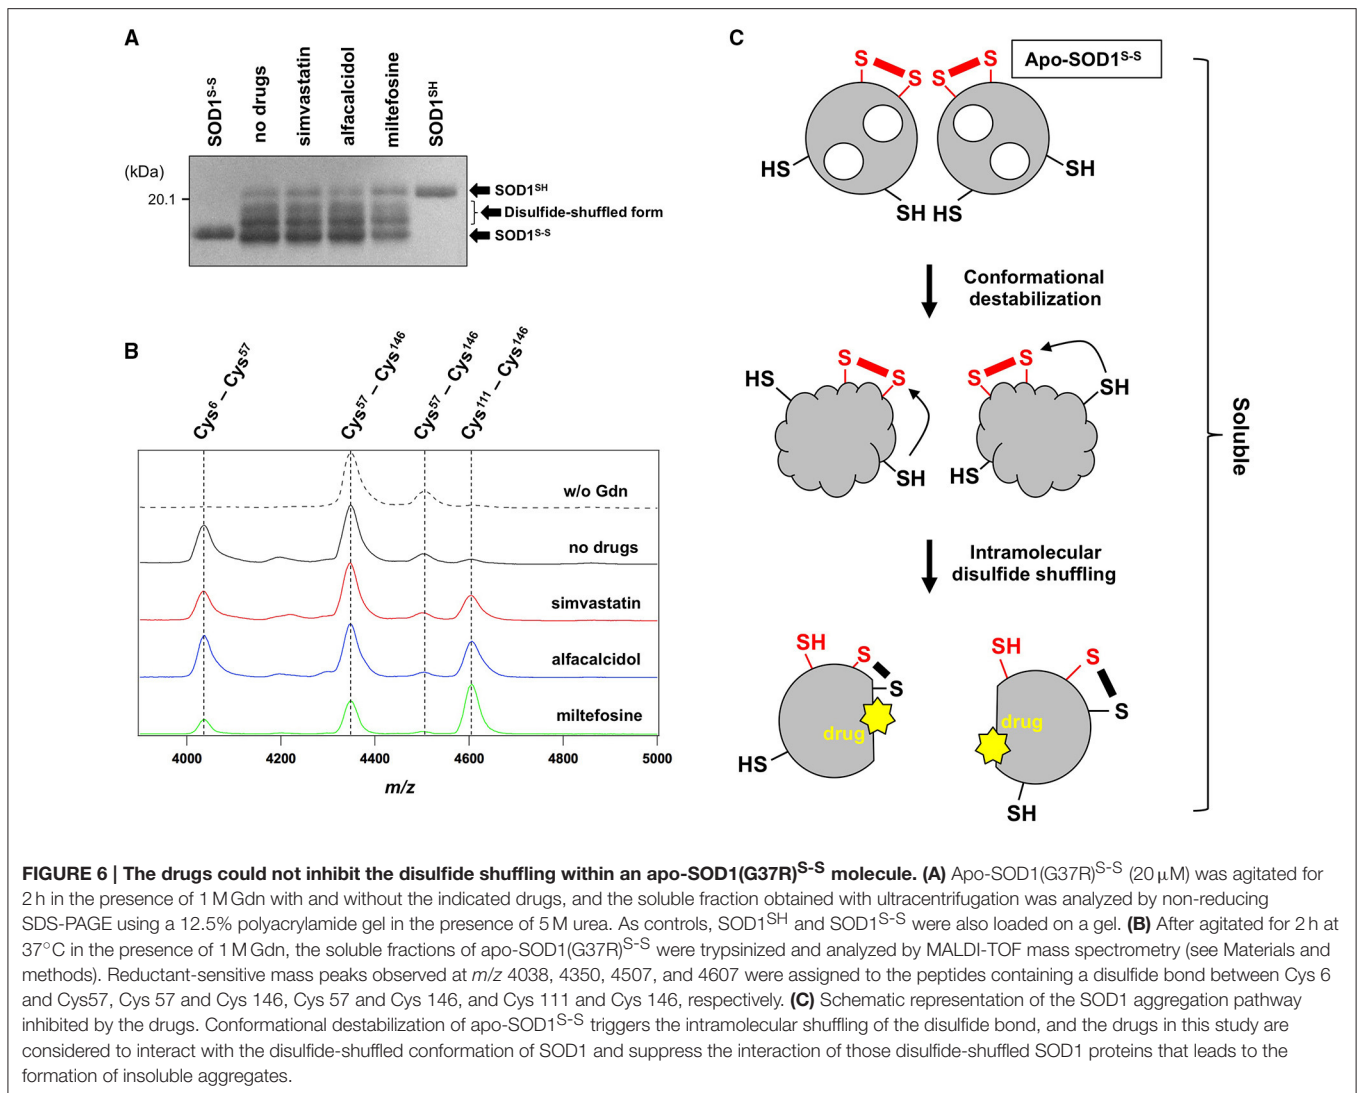 A
SOD1S-S
no drugs
simvastatin
alfacalcidol
miltefosine
SOD1SH
(kDa)
20.1
SOD1SH
Disulfide-shuffled form
SOD1S-S
B
Cys6 – Cys57
Cys57 – Cys146
Cys57 – Cys146
Cys111 – Cys146
w/o Gdn
no drugs
simvastatin
alfacalcidol
miltefosine
4000 4200 4400 4600 4800 5000
m/z
C
S S S S
Apo-SOD1S-S
HS SH
SH HS
Conformational
destabilization
HS S S S S SH
SH HS
Intramolecular
disulfide shuffling
SH S S SH S S
drug drug
HS SH
Soluble
FIGURE 6 | The drugs could not inhibit the disulfide shuffling within an apo-SOD1(G37R)S-S molecule. (A) Apo-SOD1(G37R)S-S (20 μM) was agitated for
2 h in the presence of 1 M Gdn with and without the indicated drugs, and the soluble fraction obtained with ultracentrifugation was analyzed by non-reducing
SDS-PAGE using a 12.5% polyacrylamide gel in the presence of 5 M urea. As controls, SOD1SH and SOD1S-S were also loaded on a gel. (B) After agitated for 2 h at
37°C in the presence of 1 M Gdn, the soluble fractions of apo-SOD1(G37R)S-S were trypsinized and analyzed by MALDI-TOF mass spectrometry (see Materials and
methods). Reductant-sensitive mass peaks observed at m/z 4038, 4350, 4507, and 4607 were assigned to the peptides containing a disulfide bond between Cys 6
and Cys57, Cys 57 and Cys 146, Cys 57 and Cys 146, and Cys 111 and Cys 146, respectively. (C) Schematic representation of the SOD1 aggregation pathway
inhibited by the drugs. Conformational destabilization of apo-SOD1S-S triggers the intramolecular shuffling of the disulfide bond, and the drugs in this study are
considered to interact with the disulfide-shuffled conformation of SOD1 and suppress the interaction of those disulfide-shuffled SOD1 proteins that leads to the
formation of insoluble aggregates.